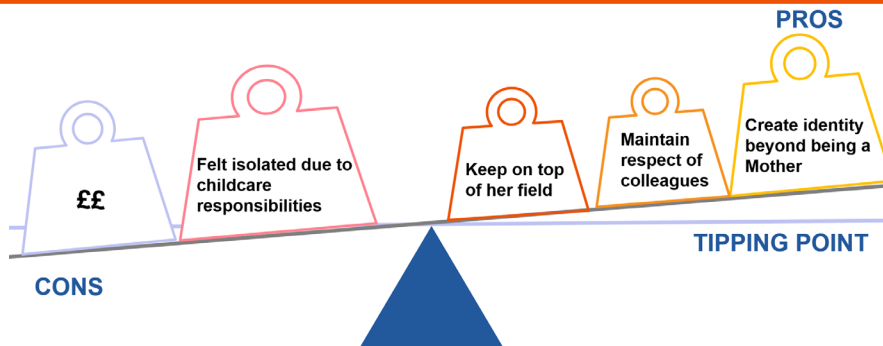 PROS
££
Felt isolated due to
childcare
responsibilities
Keep on top
of her field
Maintain
respect of
colleagues
Create identity
beyond being a
Mother
TIPPING POINT
CONS